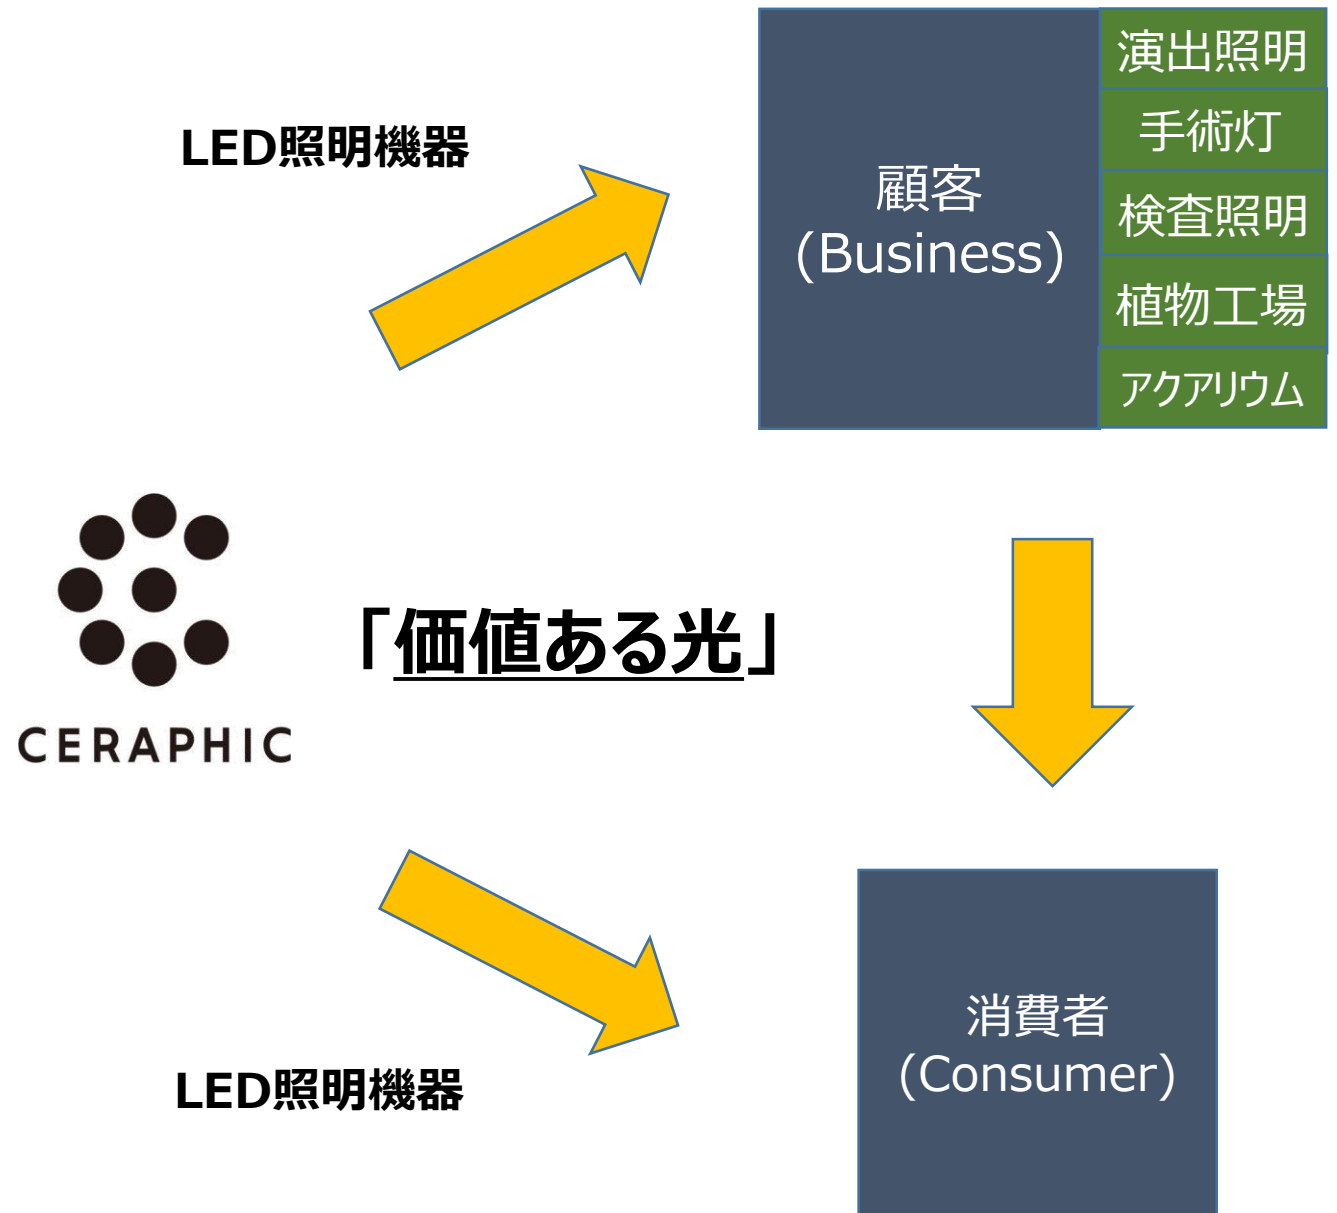 LED照明機器
顧客
(Business)
演出照明
手術灯
検査照明
植物工場
アクアリウム
CERAPHIC
「価値ある光」
LED照明機器
消費者
(Consumer)